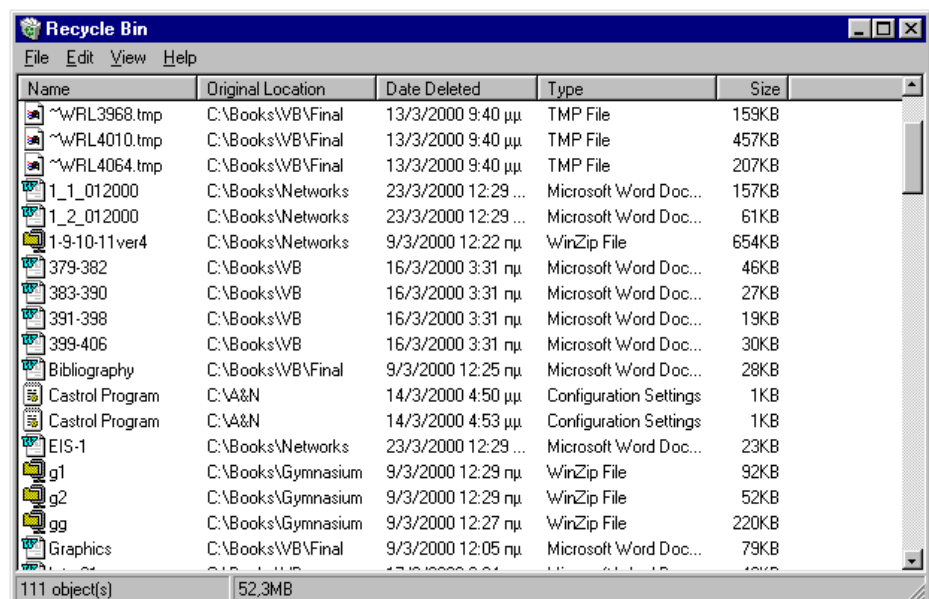 Recycle Bin
File Edit View Help
Name Original Location Date Deleted Type Size
~WRL3968.tmp C:\Books\VB\Final 13/3/2000 9:40 μμ TMP File 159KB
~WRL4010.tmp C:\Books\VB\Final 13/3/2000 9:40 μμ TMP File 457KB
~WRL4064.tmp C:\Books\VB\Final 13/3/2000 9:40 μμ TMP File 207KB
1_1_012000 C:\Books\Networks 23/3/2000 12:29 ... Microsoft Word Doc... 157KB
1_2_012000 C:\Books\Networks 23/3/2000 12:29 ... Microsoft Word Doc... 61KB
1-9-10-11ver4 C:\Books\Networks 9/3/2000 12:22 πμ WinZip File 654KB
379-382 C:\Books\VB 16/3/2000 3:31 πμ Microsoft Word Doc... 46KB
383-390 C:\Books\VB 16/3/2000 3:31 πμ Microsoft Word Doc... 27KB
391-398 C:\Books\VB 16/3/2000 3:31 πμ Microsoft Word Doc... 19KB
399-406 C:\Books\VB 16/3/2000 3:31 πμ Microsoft Word Doc... 30KB
Bibliography C:\Books\VB\Final 9/3/2000 12:25 πμ Microsoft Word Doc... 28KB
Castrol Program C:\A&N 14/3/2000 4:50 μμ Configuration Settings 1KB
Castrol Program C:\A&N 14/3/2000 4:53 μμ Configuration Settings 1KB
EIS-1 C:\Books\Networks 23/3/2000 12:29 ... Microsoft Word Doc... 23KB
g1 C:\Books\Gymnasium 9/3/2000 12:29 πμ WinZip File 92KB
g2 C:\Books\Gymnasium 9/3/2000 12:29 πμ WinZip File 52KB
gg C:\Books\Gymnasium 9/3/2000 12:27 πμ WinZip File 220KB
Graphics C:\Books\VB\Final 9/3/2000 12:05 πμ Microsoft Word Doc... 79KB
111 object(s) 52,3MB